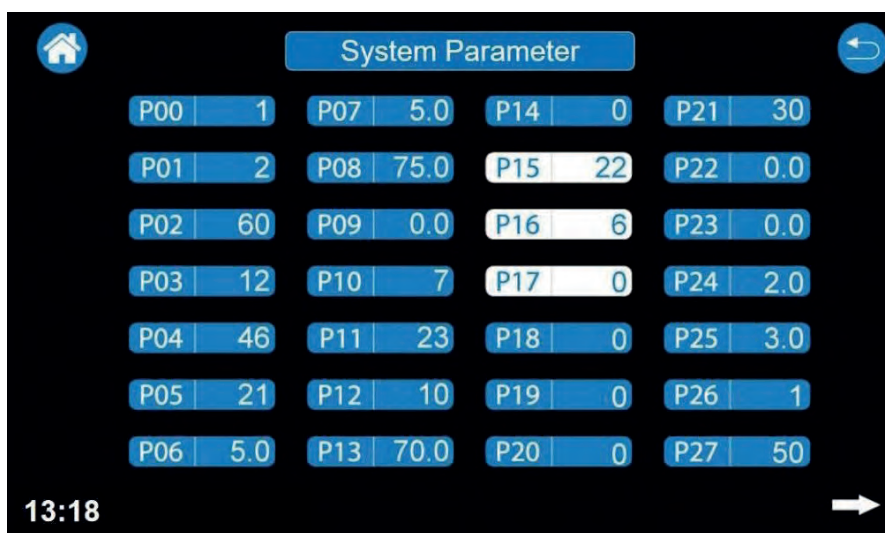 System Parameter
P00 1 P07 5.0 P14 0 P21 30
P01 2 P08 75.0 P15 22 P22 0.0
P02 60 P09 0.0 P16 6 P23 0.0
P03 12 P10 7 P17 0 P24 2.0
P04 46 P11 23 P18 0 P25 3.0
P05 21 P12 10 P19 0 P26 1
P06 5.0 P13 70.0 P20 0 P27 50
13:18